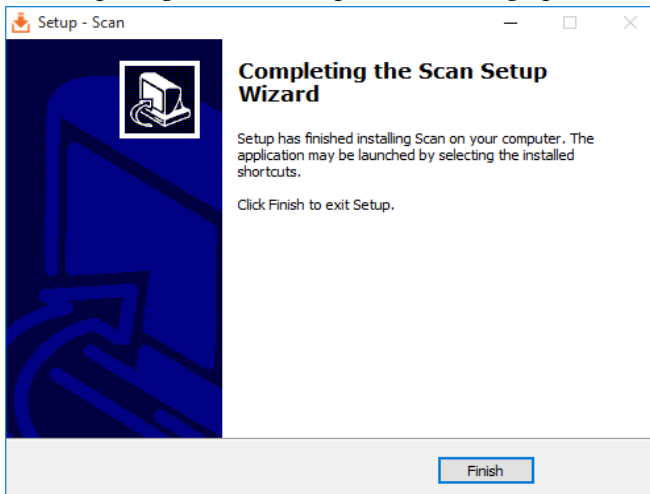 Setup - Scan
Completing the Scan Setup
Wizard
Setup has finished installing Scan on your computer. The
application may be launched by selecting the installed
shortcuts.
Click Finish to exit Setup.
Finish